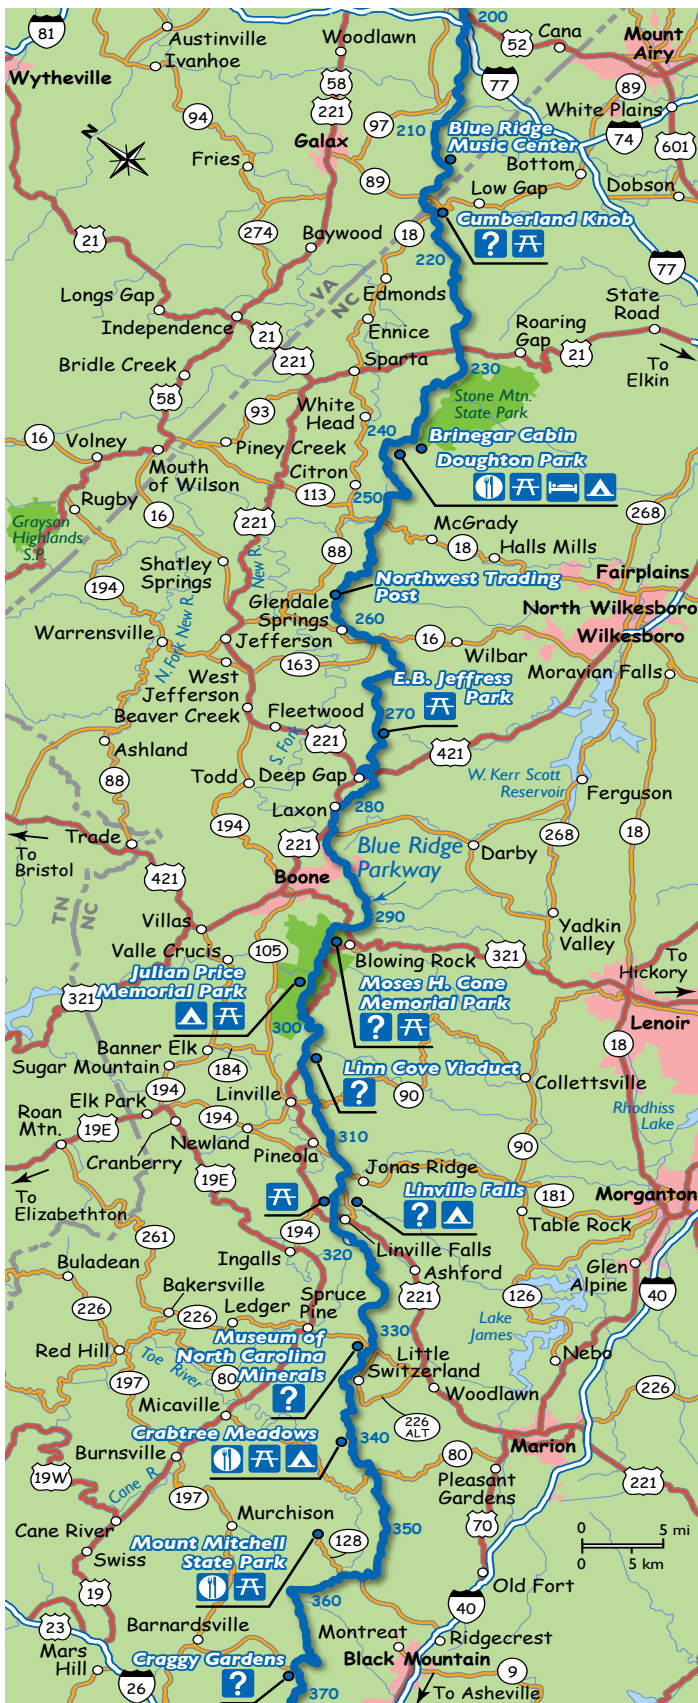 200
81
Austinville
Woodlawn
52
Cana
Mount
Airy
Ivanhoe
Wytheville
58
77
89
221
White Plains
94
97
210
Galax
Blue Ridge
Music Center
74
601
N
Fries
Bottom
89
Low Gap
Dobson
Cumberland Knob
?
18
274
21
Baywood
220
77
VA
NC
Edmonds
Longs Gap
State
Road
Independence
Ennice
Roaring
Gap
21
21
221
Sparta
230
To
Elkin
Bridle Creek
58
Stone Mtn.
State Park
93
White
Head
240
16
Brinegar Cabin
Volney
Piney Creek
Doughton Park
Mouth
of Wilson
Citron
113
250
Rugby
16
268
Grayson
Highlands
S.P.
221
McGrady
18
Halls Mills
88
New R.
Shatley
Springs
Fairplains
194
Northwest Trading
Post
Glendale
Springs
North Wilkesboro
260
Warrensville
N. Fork New R.
Jefferson
16
Wilbar
Wilkesboro
163
West
Jefferson
E.B. Jeffress
Park
Moravian Falls
Beaver Creek
Fleetwood
270
221
S. Fork
421
Ashland
88
Todd
Deep Gap
W. Kerr Scott
Reservoir
Ferguson
Laxon
280
194
268
18
Trade
To
Bristol
221
Blue Ridge
Parkway
Darby
421
Boone
290
TN
NC
Villas
Yadkin
Valley
Valle Crucis
105
Blowing Rock
321
To
Hickory
Julian Price
Memorial Park
Moses H. Cone
Memorial Park
?
321
300
Lenoir
Banner Elk
18
Sugar Mountain
184
Linn Cove Viaduct
?
Collettsville
194
Linville
90
Elk Park
Roan
Mtn.
19E
194
Rhodhiss
Lake
310
Cranberry
Newland
Pineola
90
19E
Jonas Ridge
To
Elizabethton
Linville Falls
?
181
Morganton
Table Rock
194
261
320
Linville Falls
Ingalls
Ashford
Glen
Alpine
Buladean
Bakersville
221
126
40
226
226
Ledger
Spruce
Pine
Lake
James
330
Museum of
North Carolina
Minerals
?
Red Hill
Toe River
Little
Switzerland
Nebo
197
80
Woodlawn
226
Micaville
226
ALT
Crabtree Meadows
340
Marion
Burnsville
80
19W
Cane R.
197
Pleasant
Gardens
221
Murchison
350
Cane River
70
0 5 mi
Mount Mitchell
State Park
128
Swiss
0 5 km
Old Fort
19
360
40
23
Barnardsville
Montreat
Ridgecrest
Mars
Hill
Craggy Gardens
?
Black Mountain
9
26
370
To Asheville